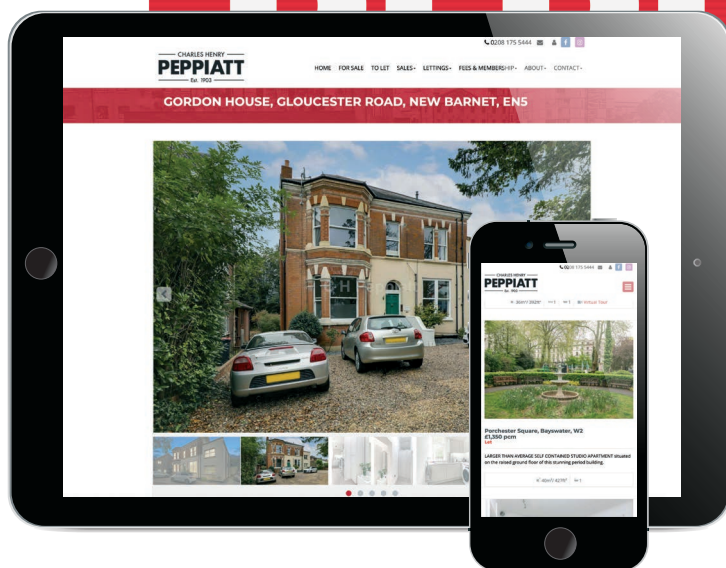 0208 175 5444
CHARLES HENRY
PEPPIATT
Est. 1903
HOME FOR SALE TO LET SALES LETTINGS FEES & MEMBERSHIP ABOUT CONTACT
GORDON HOUSE, GLOUCESTER ROAD, NEW BARNET, EN5
0208 175 5444
CHARLES HENRY
PEPPIATT
Est. 1903
Virtual Tour
Porchester Square, Bayswater, W2
£1,350 pcm
Let
LARGER THAN AVERAGE SELF CONTAINED STUDIO APARTMENT situated
on the raised ground floor of this stunning period building.